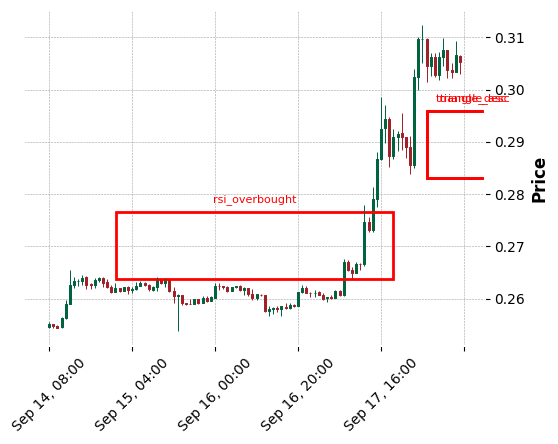 0.31
0.30
triangle_desc
rsi_overbought
0.29
0.28
0.27
0.26
Price
Sep 14, 08:00
Sep 15, 04:00
Sep 16, 00:00
Sep 16, 20:00
Sep 17, 16:00